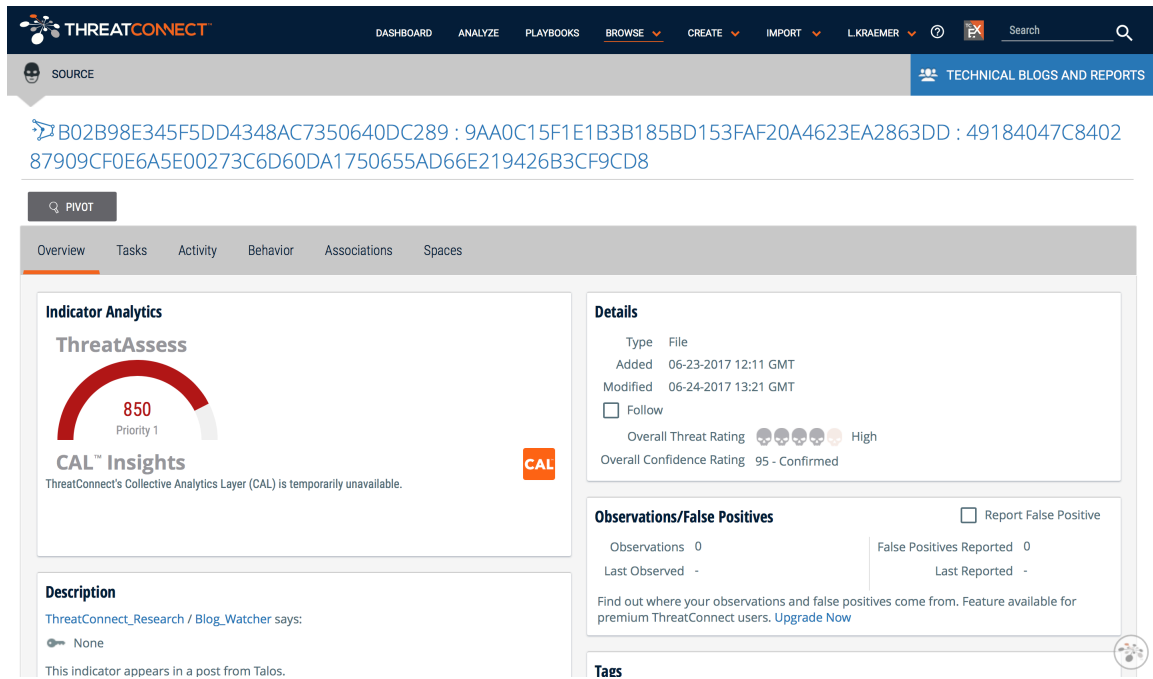 THREATCONNECT™
DASHBOARD ANALYZE PLAYBOOKS BROWSE CREATE IMPORT L.KRAEMER Search
SOURCE
TECHNICAL BLOGS AND REPORTS
B02B98E345F5DD4348AC7350640DC289 : 9AA0C15F1E1B3B185BD153FAF20A4623EA2863DD : 49184047C8402
87909CF0E6A5E00273C6D60DA1750655AD66E219426B3CF9CD8
PIVOT
Overview Tasks Activity Behavior Associations Spaces
Indicator Analytics
ThreatAssess
850
Priority 1
CAL™ Insights
CAL
ThreatConnect's Collective Analytics Layer (CAL) is temporarily unavailable.
Description
ThreatConnect_Research / Blog_Watcher says:
None
This indicator appears in a post from Talos.
Details
Type File
Added 06-23-2017 12:11 GMT
Modified 06-24-2017 13:21 GMT
Follow
Overall Threat Rating High
Overall Confidence Rating 95 - Confirmed
Observations/False Positives
Report False Positive
Observations 0
Last Observed -
False Positives Reported 0
Last Reported -
Find out where your observations and false positives come from. Feature available for
premium ThreatConnect users. Upgrade Now
Tags